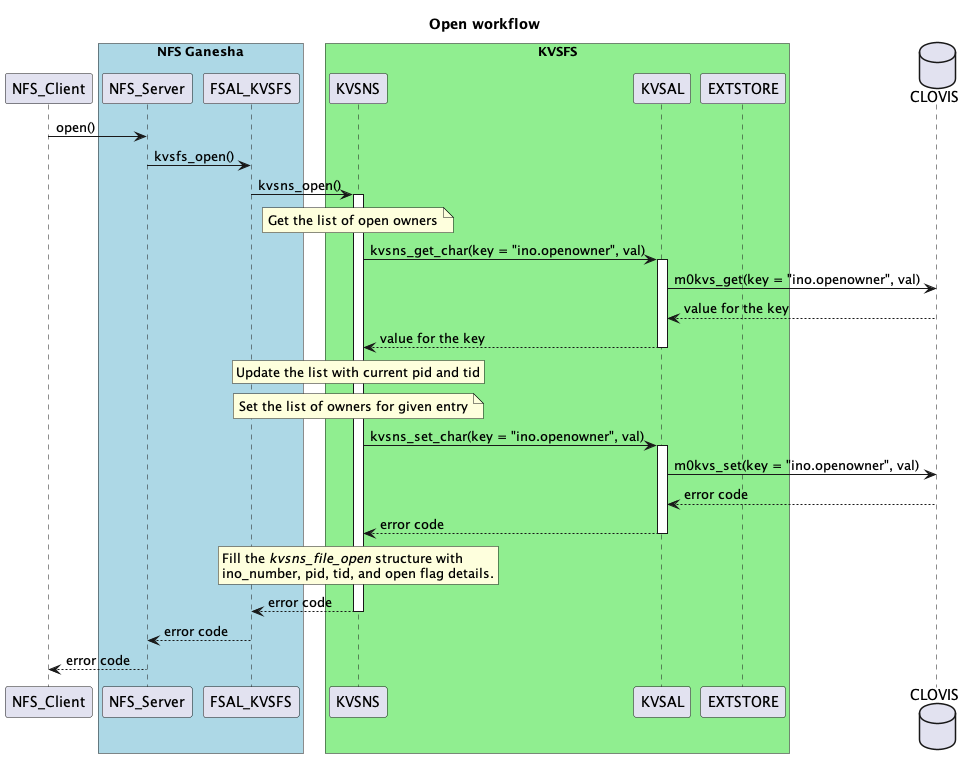 Open workflow
NFS Ganesha
KVSFS
NFS_Client
NFS_Server
FSAL_KVSFS
KVSNS
KVSAL
EXTSTORE
CLOVIS
open()
kvsfs_open()
kvsns_open()
Get the list of open owners
kvsns_get_char(key = "ino.openowner", val)
m0kvs_get(key = "ino.openowner", val)
value for the key
value for the key
Update the list with current pid and tid
Set the list of owners for given entry
kvsns_set_char(key = "ino.openowner", val)
m0kvs_set(key = "ino.openowner", val)
error code
error code
Fill the kvsns_file_open structure with
ino_number, pid, tid, and open flag details.
error code
error code
error code
NFS_Client
NFS_Server
FSAL_KVSFS
KVSNS
KVSAL
EXTSTORE
CLOVIS